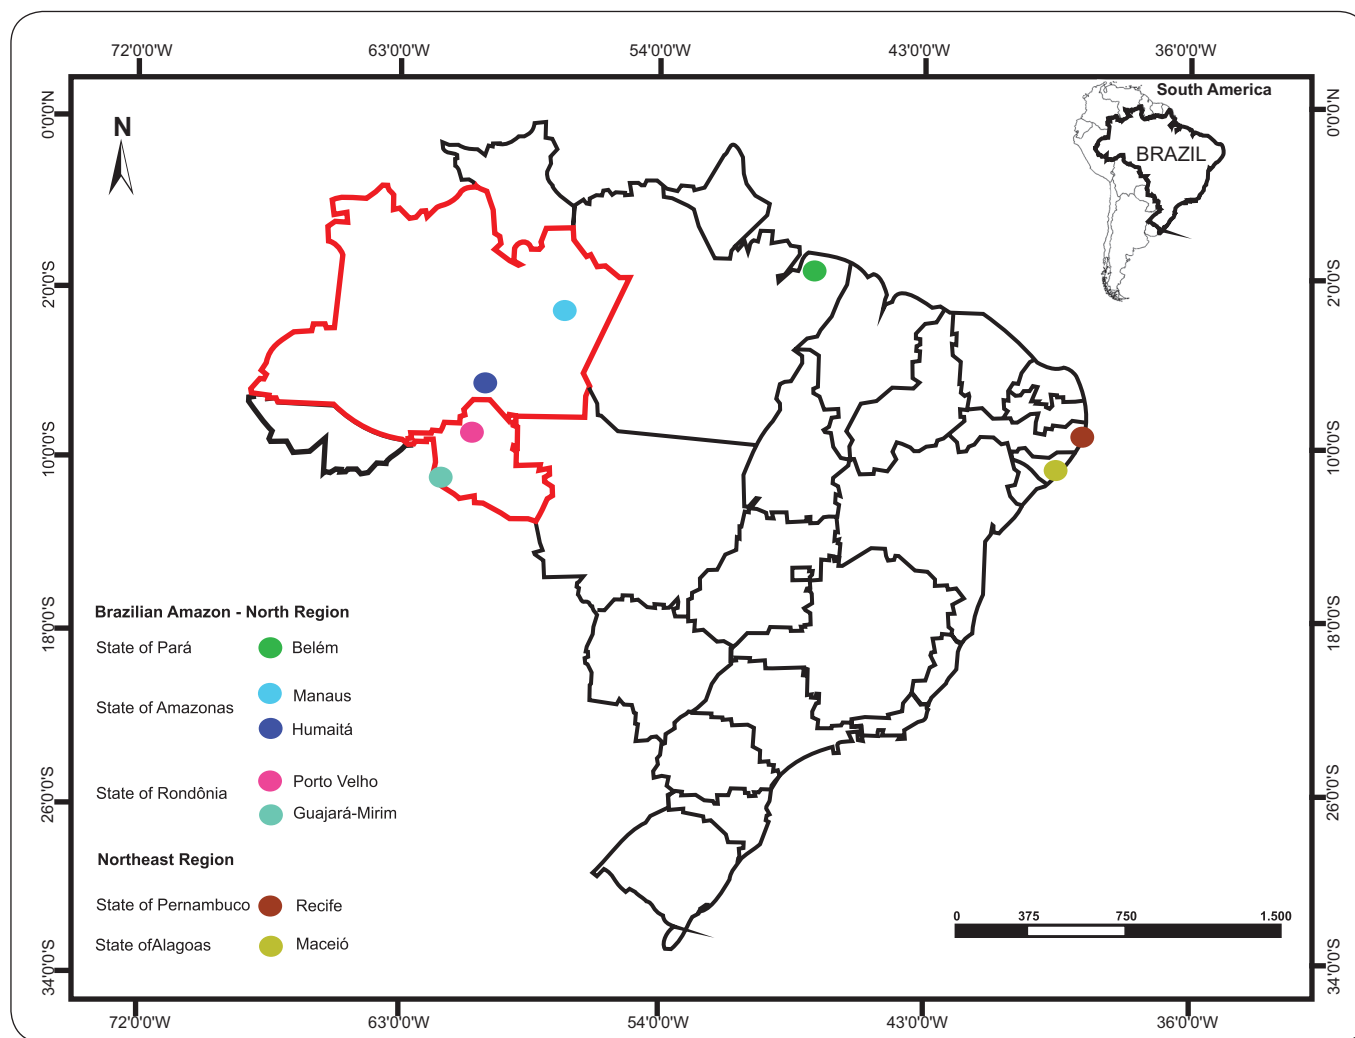 72'0'0'W 63'0'0'W 54'0'0'W 43'0'0'W 36'0'0'W
South America
BRAZIL
N
0'0'N
2'0'0'S
10'0'0'S
18'0'0'S
26'0'0'S
34'0'0'S
0'0'0'N
2'0'0'S
10'0'0'S
18'0'0'S
26'0'0'S
34'0'0'S
Brazilian Amazon - North Region
State of Pará Belém
State of Amazonas Manaus
Humaitá
State of Rondônia Porto Velho
Guajará-Mirim
Northeast Region
State of Pernambuco Recife
State ofAlagoas Maceió
0 375 750 1.500
72'0'0'W 63'0'0'W 54'0'0'W 43'0'0'W 36'0'0'W